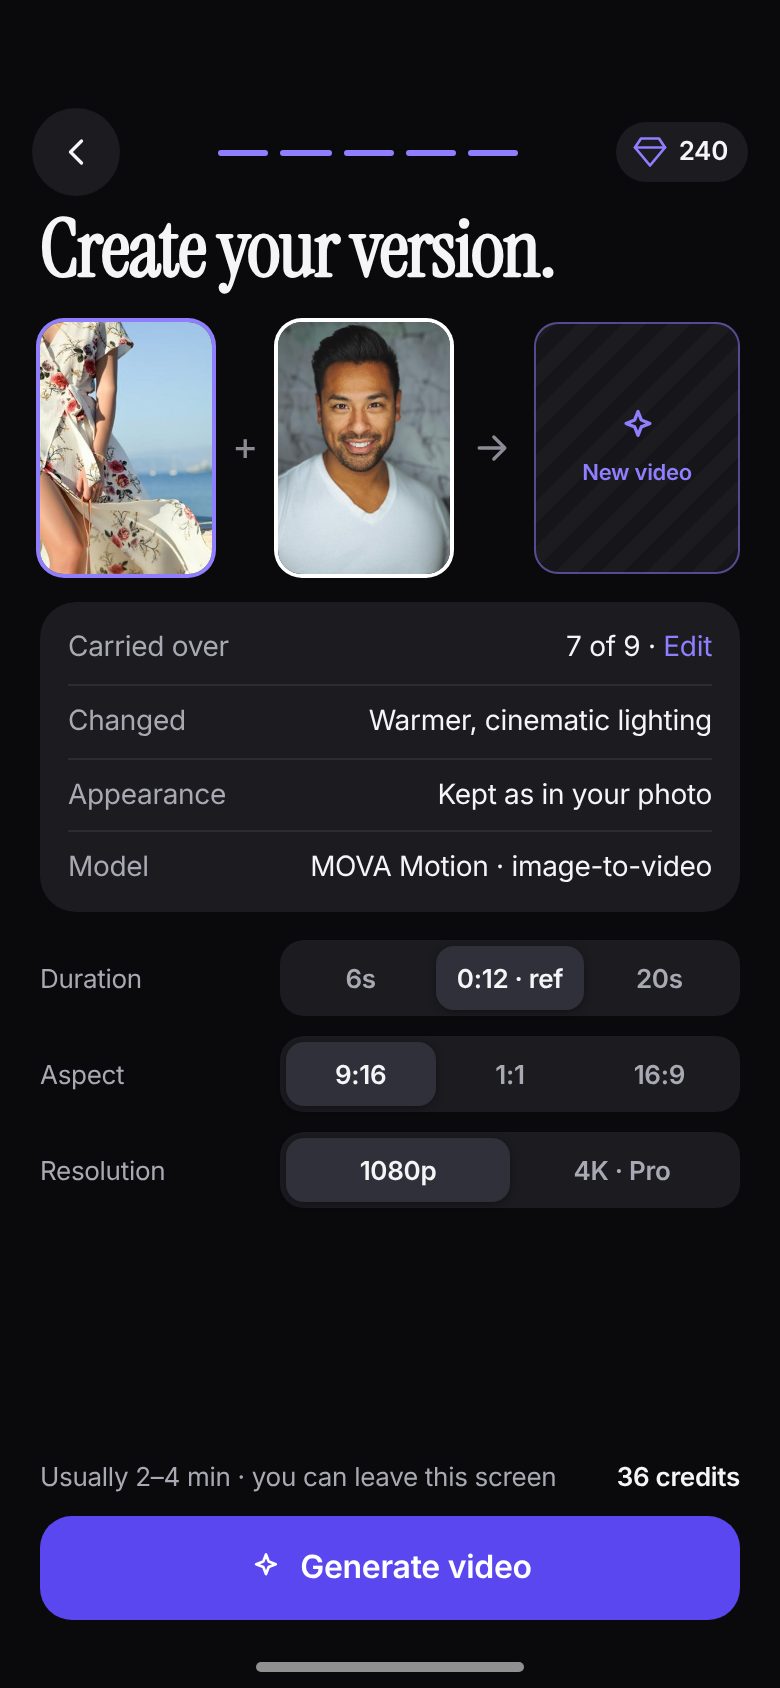 240
Create your version.
+
New video
Carried over 7 of 9 · Edit
Changed Warmer, cinematic lighting
Appearance Kept as in your photo
Model MOVA Motion · image-to-video
Duration 6s 0:12 · ref 20s
Aspect 9:16 1:1 16:9
Resolution 1080p 4K · Pro
Usually 2–4 min · you can leave this screen 36 credits
Generate video